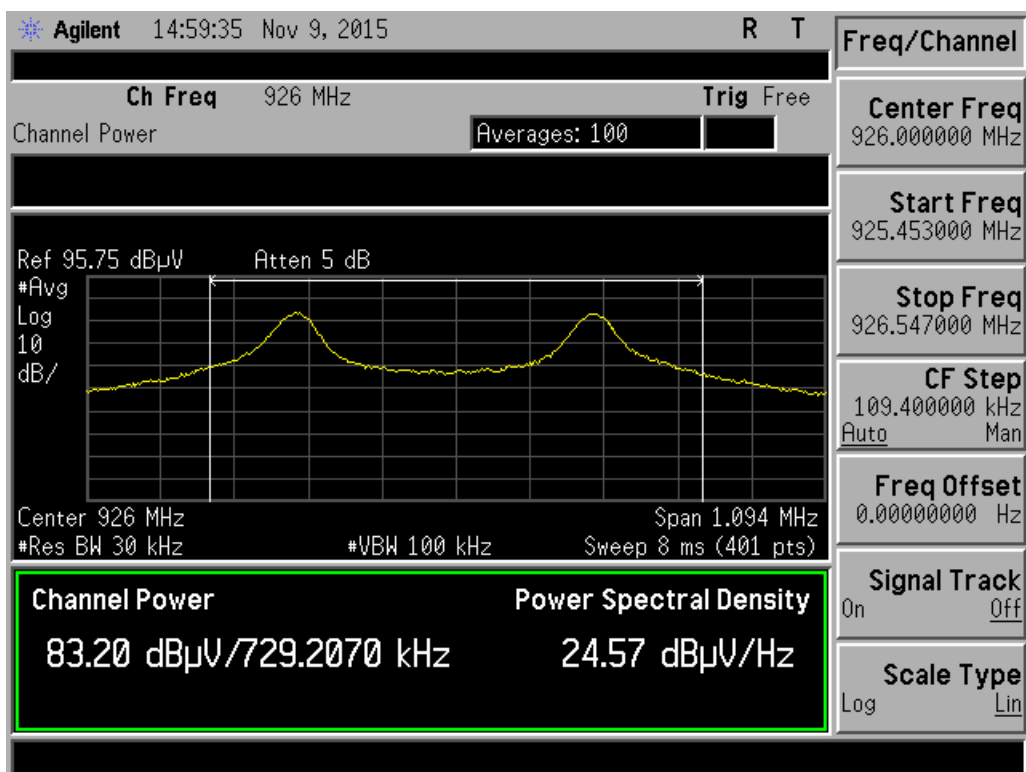 Agilent 14:59:35 Nov 9, 2015 R T
Ch Freq 926 MHz Trig Free
Channel Power Averages: 100
Ref 95.75 dBµV Atten 5 dB
#Avg
Log
10
dB/
Center 926 MHz Span 1.094 MHz
#Res BW 30 kHz #VBW 100 kHz Sweep 8 ms (401 pts)
Channel Power Power Spectral Density
83.20 dBµV/729.2070 kHz 24.57 dBµV/Hz
Freq/Channel
Center Freq
926.000000 MHz
Start Freq
925.453000 MHz
Stop Freq
926.547000 MHz
CF Step
109.400000 kHz
Auto Man
Freq Offset
0.00000000 Hz
Signal Track
On Off
Scale Type
Log Lin